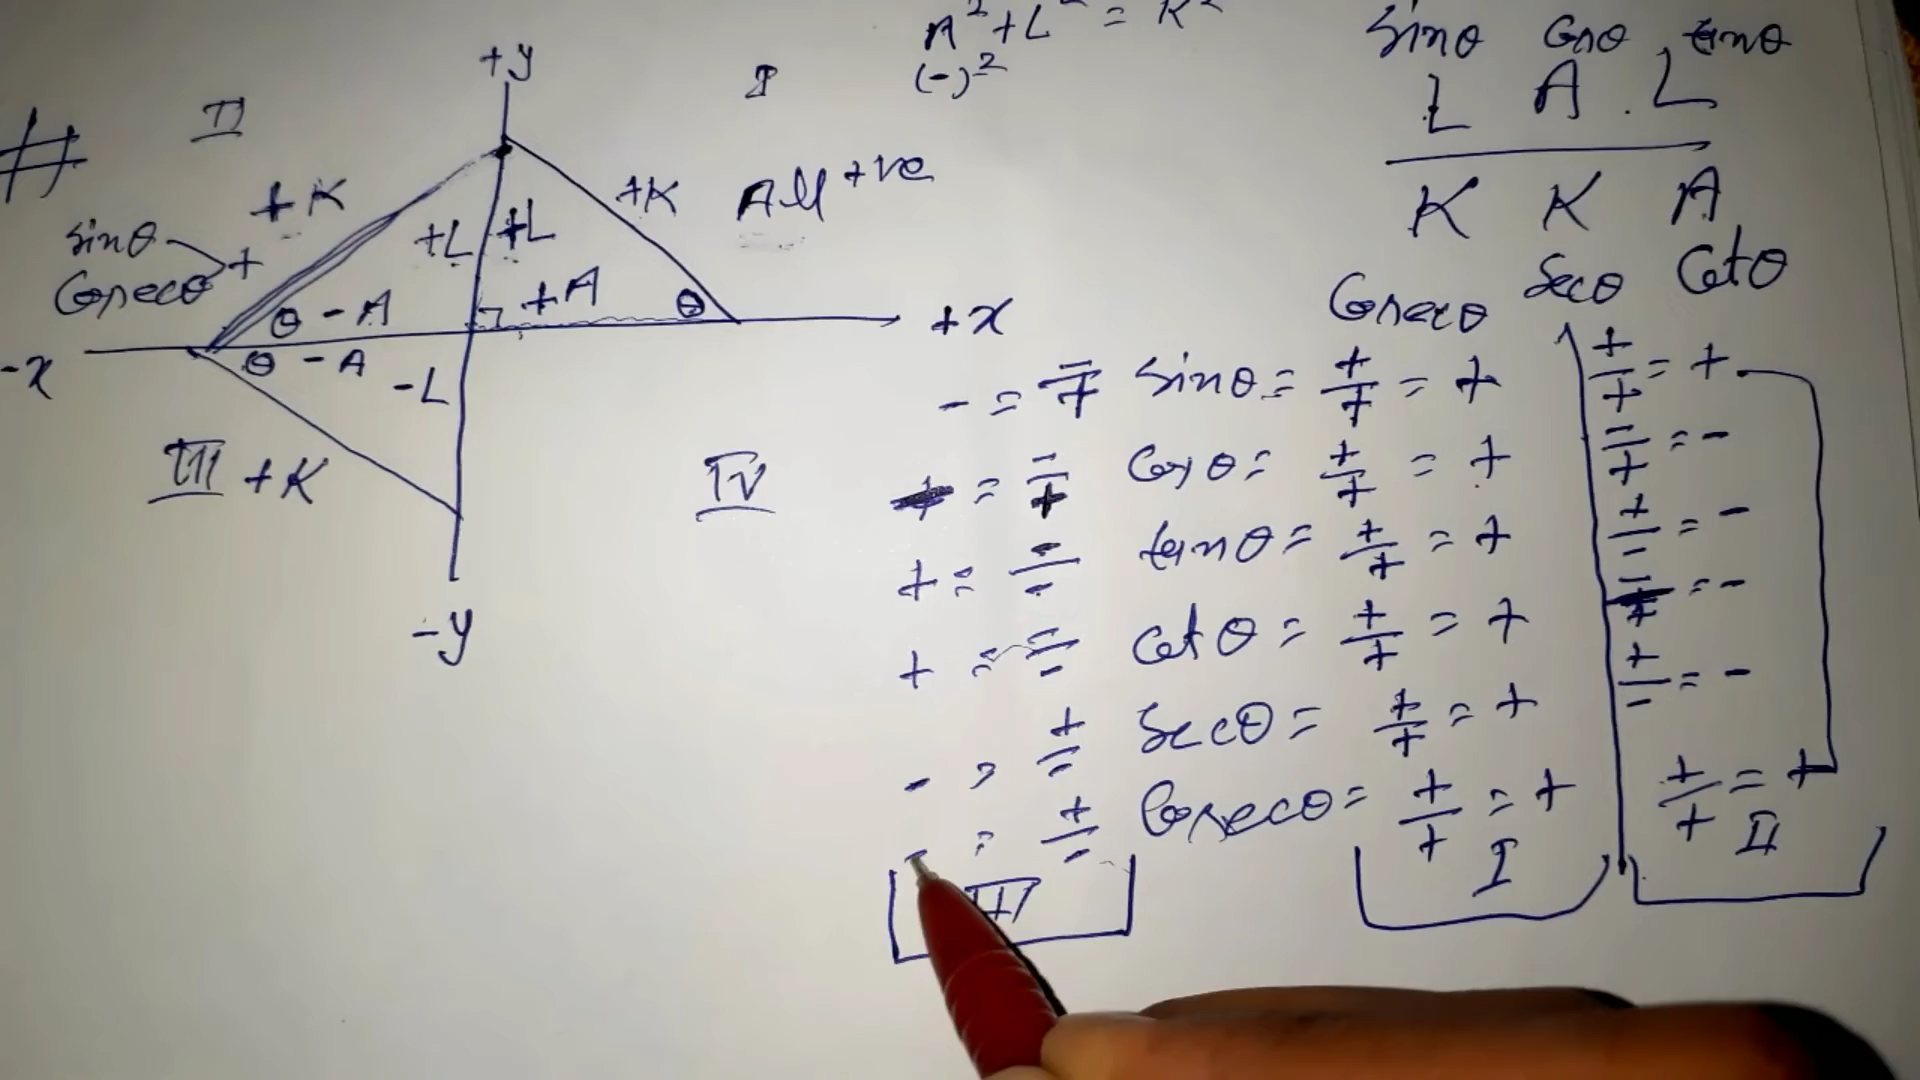 A² + L² = K²
(-)²
sinθ cosθ tanθ
L A L
K K A
cosecθ secθ cotθ
#
II
I
+y
+K
+K
All +ve
sinθ
cosecθ
+
+L
+L
θ - A
+A
θ
-x
+x
θ - A
-L
III
+K
IV
-y
- = -/+ sinθ = +/+ = + +/+ = +
= -/+ cosθ = +/+ = + -/+ = -
+ = -/- tanθ = +/+ = + +/- = -
+ = -/- cotθ = +/+ = + = -
- = +/- secθ = +/+ = + +/- = -
- = +/- cosecθ = +/+ = + +/+ = +
III I II